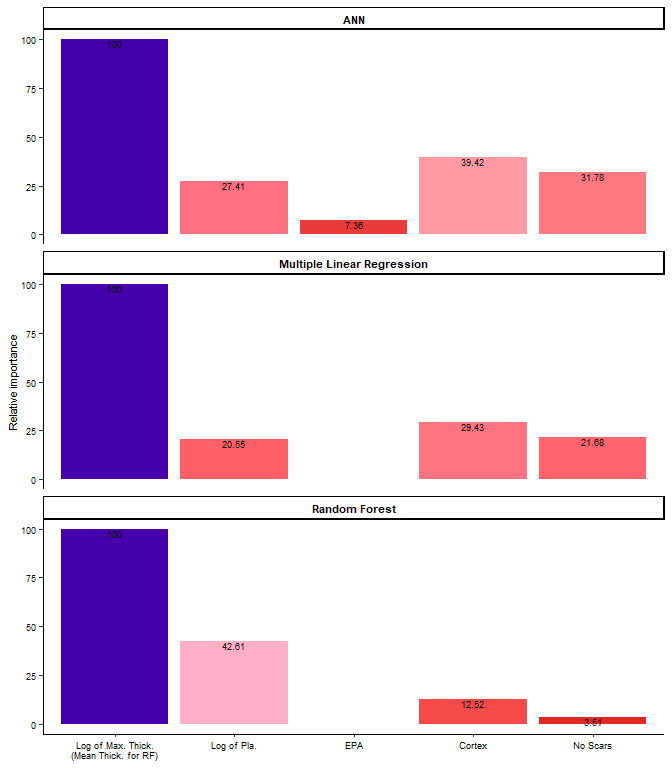 ANN
100
75
50
25
0
100
27.41
7.36
39.42
31.78
Multiple Linear Regression
100
75
50
25
0
100
20.55
29.43
21.68
Relative importance
Random Forest
100
75
50
25
0
100
42.61
12.52
3.51
Log of Max. Thick.
(Mean Thick. for RF)
Log of Pla.
EPA
Cortex
No Scars